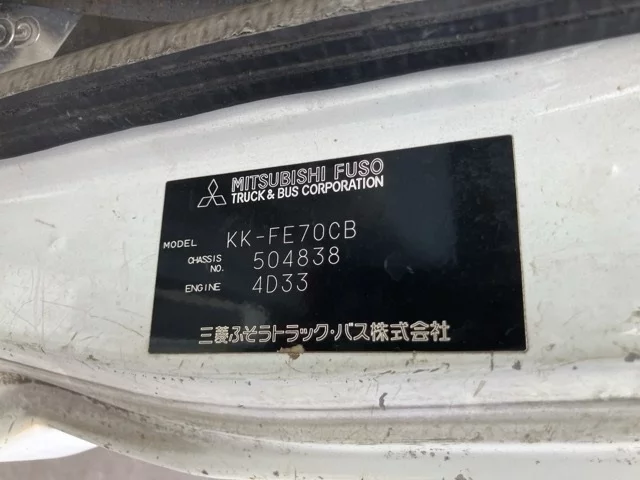 MITSUBISHI FUSO
TRUCK & BUS CORPORATION
MODEL KK-FE70CB
CHASSIS NO. 504838
ENGINE 4D33
三菱ふそうトラック・バス株式会社